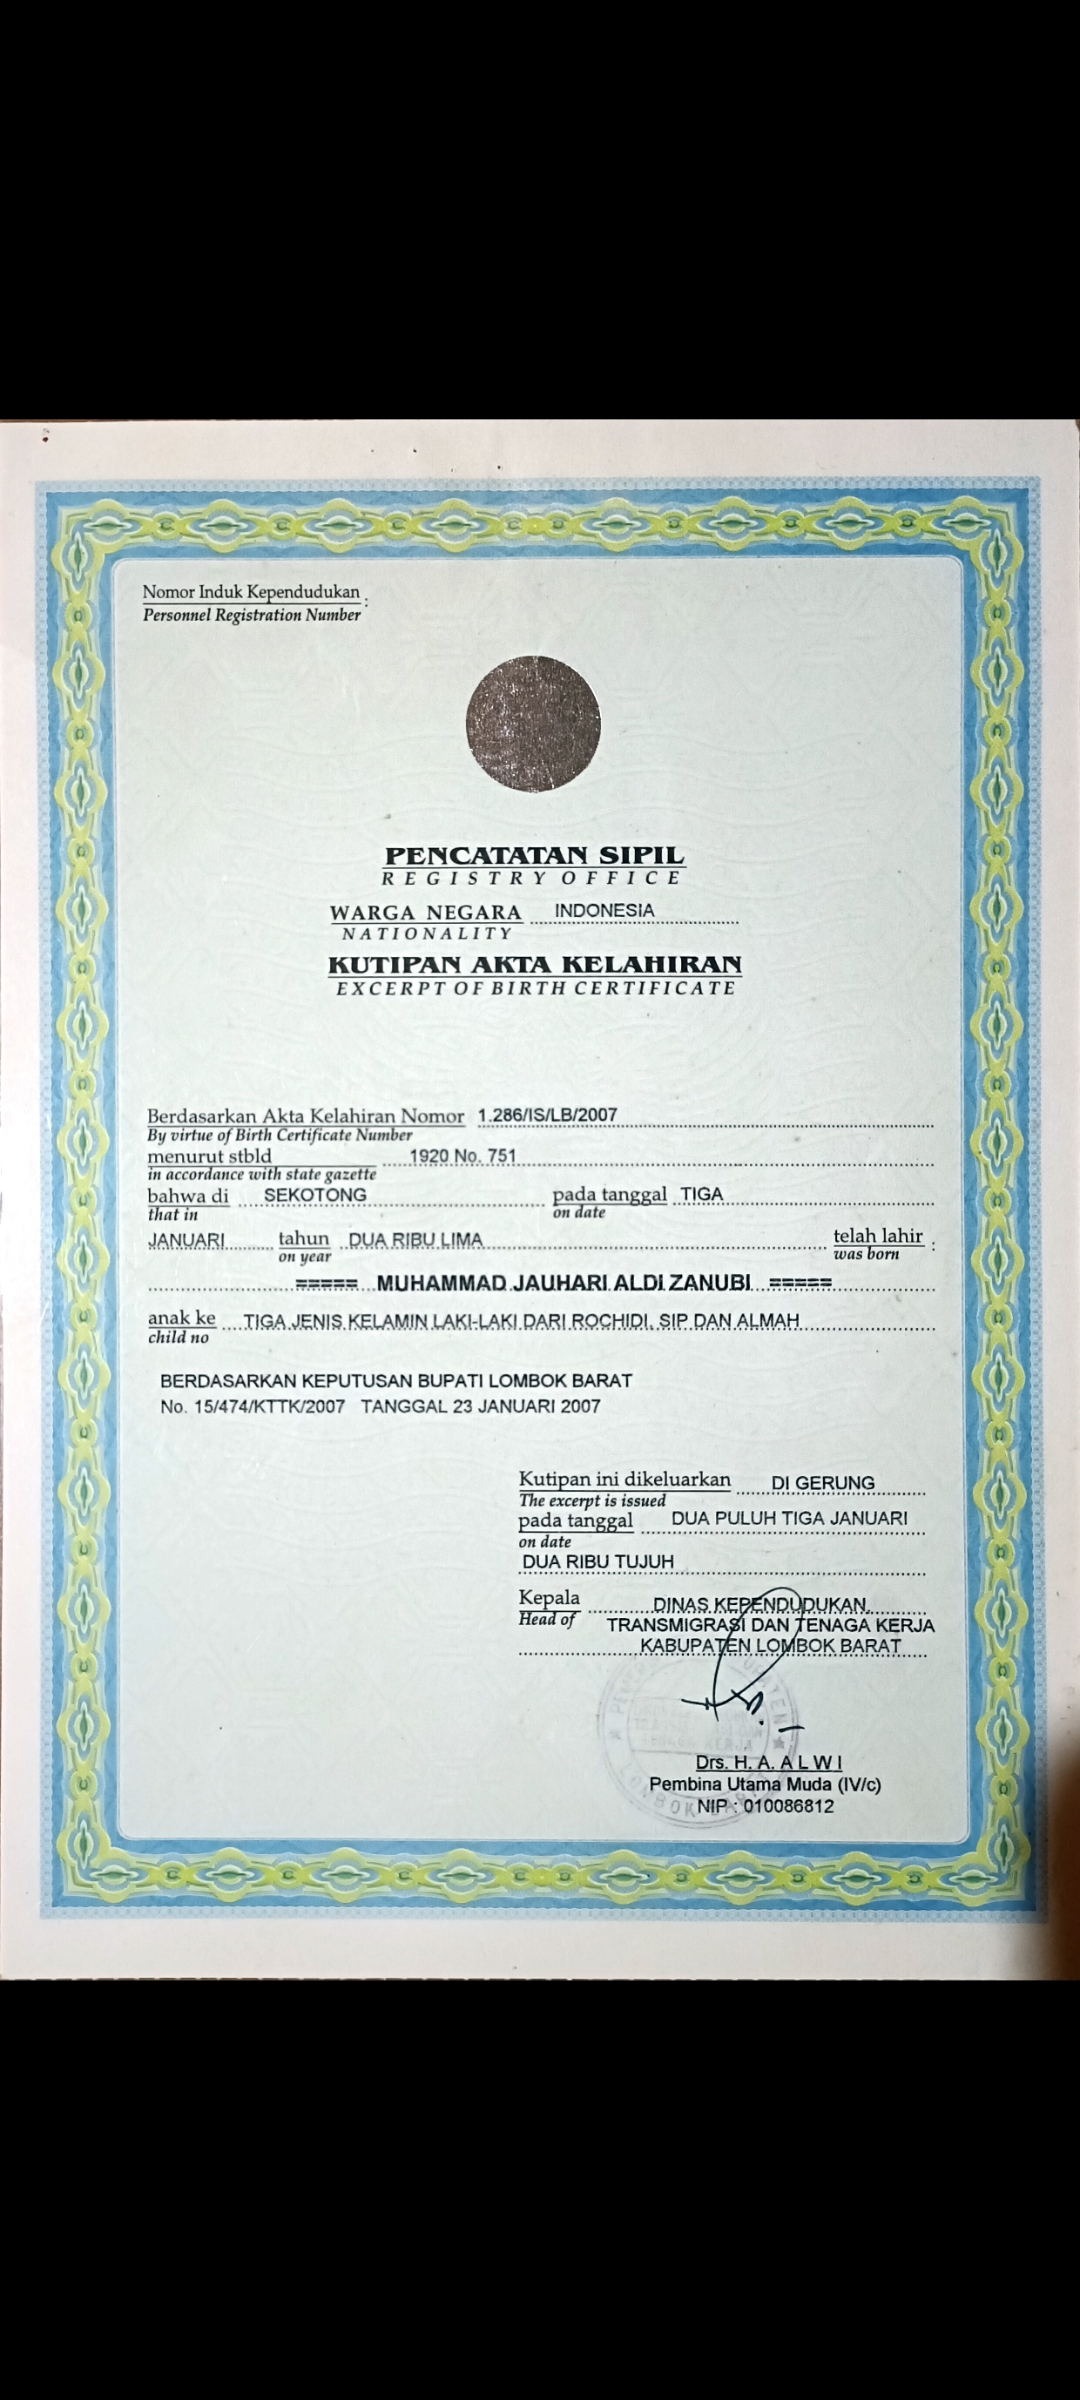 Nomor Induk Kependudukan :
Personnel Registration Number
PENCATATAN SIPIL
REGISTRY OFFICE
WARGA NEGARA INDONESIA
NATIONALITY
KUTIPAN AKTA KELAHIRAN
EXCERPT OF BIRTH CERTIFICATE
Berdasarkan Akta Kelahiran Nomor 1.286/IS/LB/2007
By virtue of Birth Certificate Number
menurut stbld 1920 No. 751
in accordance with state gazette
bahwa di SEKOTONG pada tanggal TIGA
that in on date
JANUARI tahun DUA RIBU LIMA telah lahir :
on year was born
===== MUHAMMAD JAUHARI ALDI ZANUBI =====
anak ke TIGA JENIS KELAMIN LAKI-LAKI DARI ROCHIDI, SIP DAN ALMAH
child no
BERDASARKAN KEPUTUSAN BUPATI LOMBOK BARAT
No. 15/474/KTTK/2007 TANGGAL 23 JANUARI 2007
Kutipan ini dikeluarkan DI GERUNG
The excerpt is issued
pada tanggal DUA PULUH TIGA JANUARI
on date
DUA RIBU TUJUH
Kepala DINAS KEPENDUDUKAN,
Head of TRANSMIGRASI DAN TENAGA KERJA
KABUPATEN LOMBOK BARAT
Drs. H. A. A L W I
Pembina Utama Muda (IV/c)
NIP : 010086812